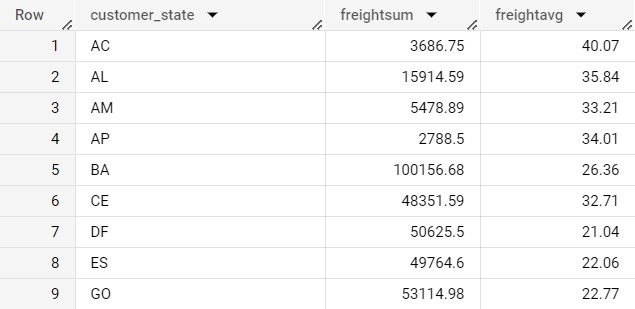 Row customer_state freightsum freightavg
1 AC 3686.75 40.07
2 AL 15914.59 35.84
3 AM 5478.89 33.21
4 AP 2788.5 34.01
5 BA 100156.68 26.36
6 CE 48351.59 32.71
7 DF 50625.5 21.04
8 ES 49764.6 22.06
9 GO 53114.98 22.77